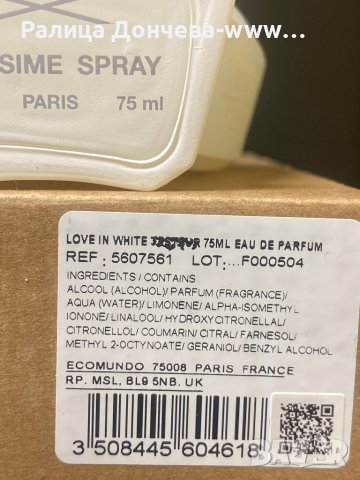 Ралица Дончева-www.
SIME SPRAY
PARIS 75 ml
LOVE IN WHITE 75ML EAU DE PARFUM
REF : 5607561 LOT:...F000504
INGREDIENTS / CONTAINS
ALCOOL (ALCOHOL)/ PARFUM (FRAGRANCE)/
AQUA (WATER)/ LIMONENE/ ALPHA-ISOMETHYL
IONONE/ LINALOOL/ HYDROXYCITRONELLAL/
CITRONELLOL/ COUMARIN/ CITRAL/ FARNESOL/
METHYL 2-OCTYNOATE/ GERANIOL/ BENZYL ALCOHOL
ECOMUNDO 75008 PARIS FRANCE
RP. MSL, BL9 5NB. UK
3 508445 604618
BAZAR